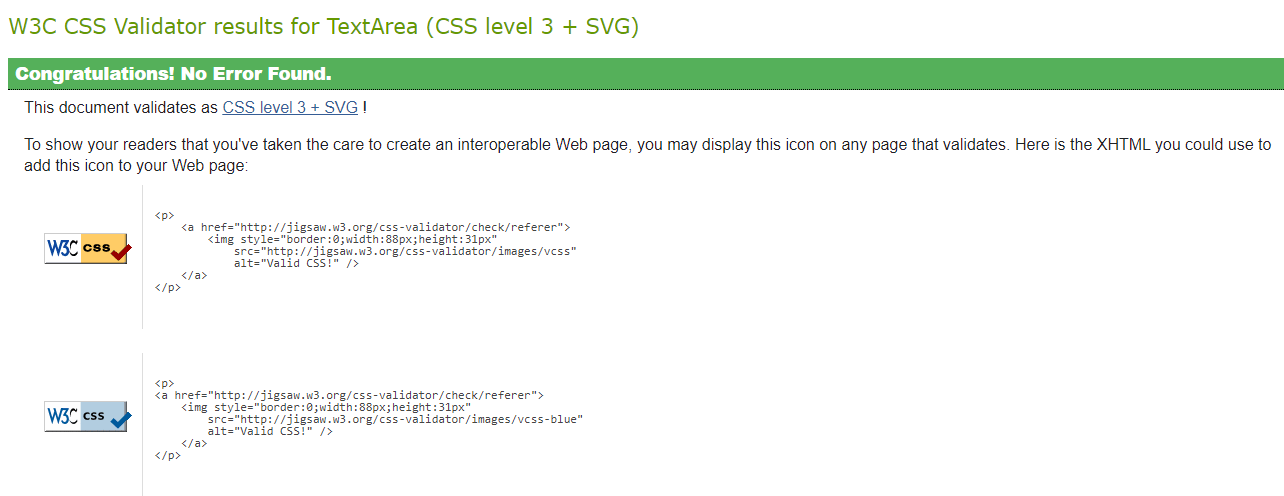 W3C CSS Validator results for TextArea (CSS level 3 + SVG)
Congratulations! No Error Found.
This document validates as CSS level 3 + SVG !
To show your readers that you've taken the care to create an interoperable Web page, you may display this icon on any page that validates. Here is the XHTML you could use to
add this icon to your Web page:
W3C css
<p>
    <a href="http://jigsaw.w3.org/css-validator/check/referer">
        <img style="border:0;width:88px;height:31px"
            src="http://jigsaw.w3.org/css-validator/images/vcss"
            alt="Valid CSS!" />
    </a>
</p>
W3C css
<p>
<a href="http://jigsaw.w3.org/css-validator/check/referer">
    <img style="border:0;width:88px;height:31px"
        src="http://jigsaw.w3.org/css-validator/images/vcss-blue"
        alt="Valid CSS!" />
    </a>
</p>